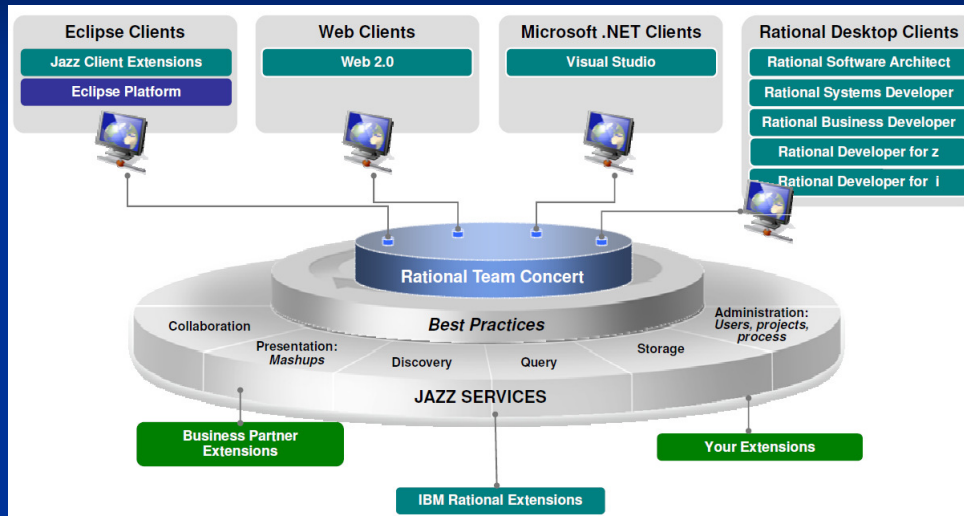 Eclipse Clients
Jazz Client Extensions
Eclipse Platform
Web Clients
Web 2.0
Microsoft .NET Clients
Visual Studio
Rational Desktop Clients
Rational Software Architect
Rational Systems Developer
Rational Business Developer
Rational Developer for z
Rational Developer for i
Rational Team Concert
Best Practices
Collaboration
Presentation:
Mashups
Discovery
Query
Storage
Administration:
Users, projects,
process
JAZZ SERVICES
Business Partner
Extensions
IBM Rational Extensions
Your Extensions